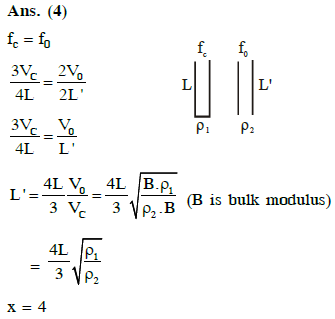 Ans. (4)
f_c = f_0
3V_C/4L = 2V_0/2L'
3V_C/4L = V_0/L'
L' = 4L/3 V_0/V_C = 4L/3 √(B.ρ_1/ρ_2.B) (B is bulk modulus)
= 4L/3 √(ρ_1/ρ_2)
x = 4
f_c f_0
L L'
ρ_1 ρ_2